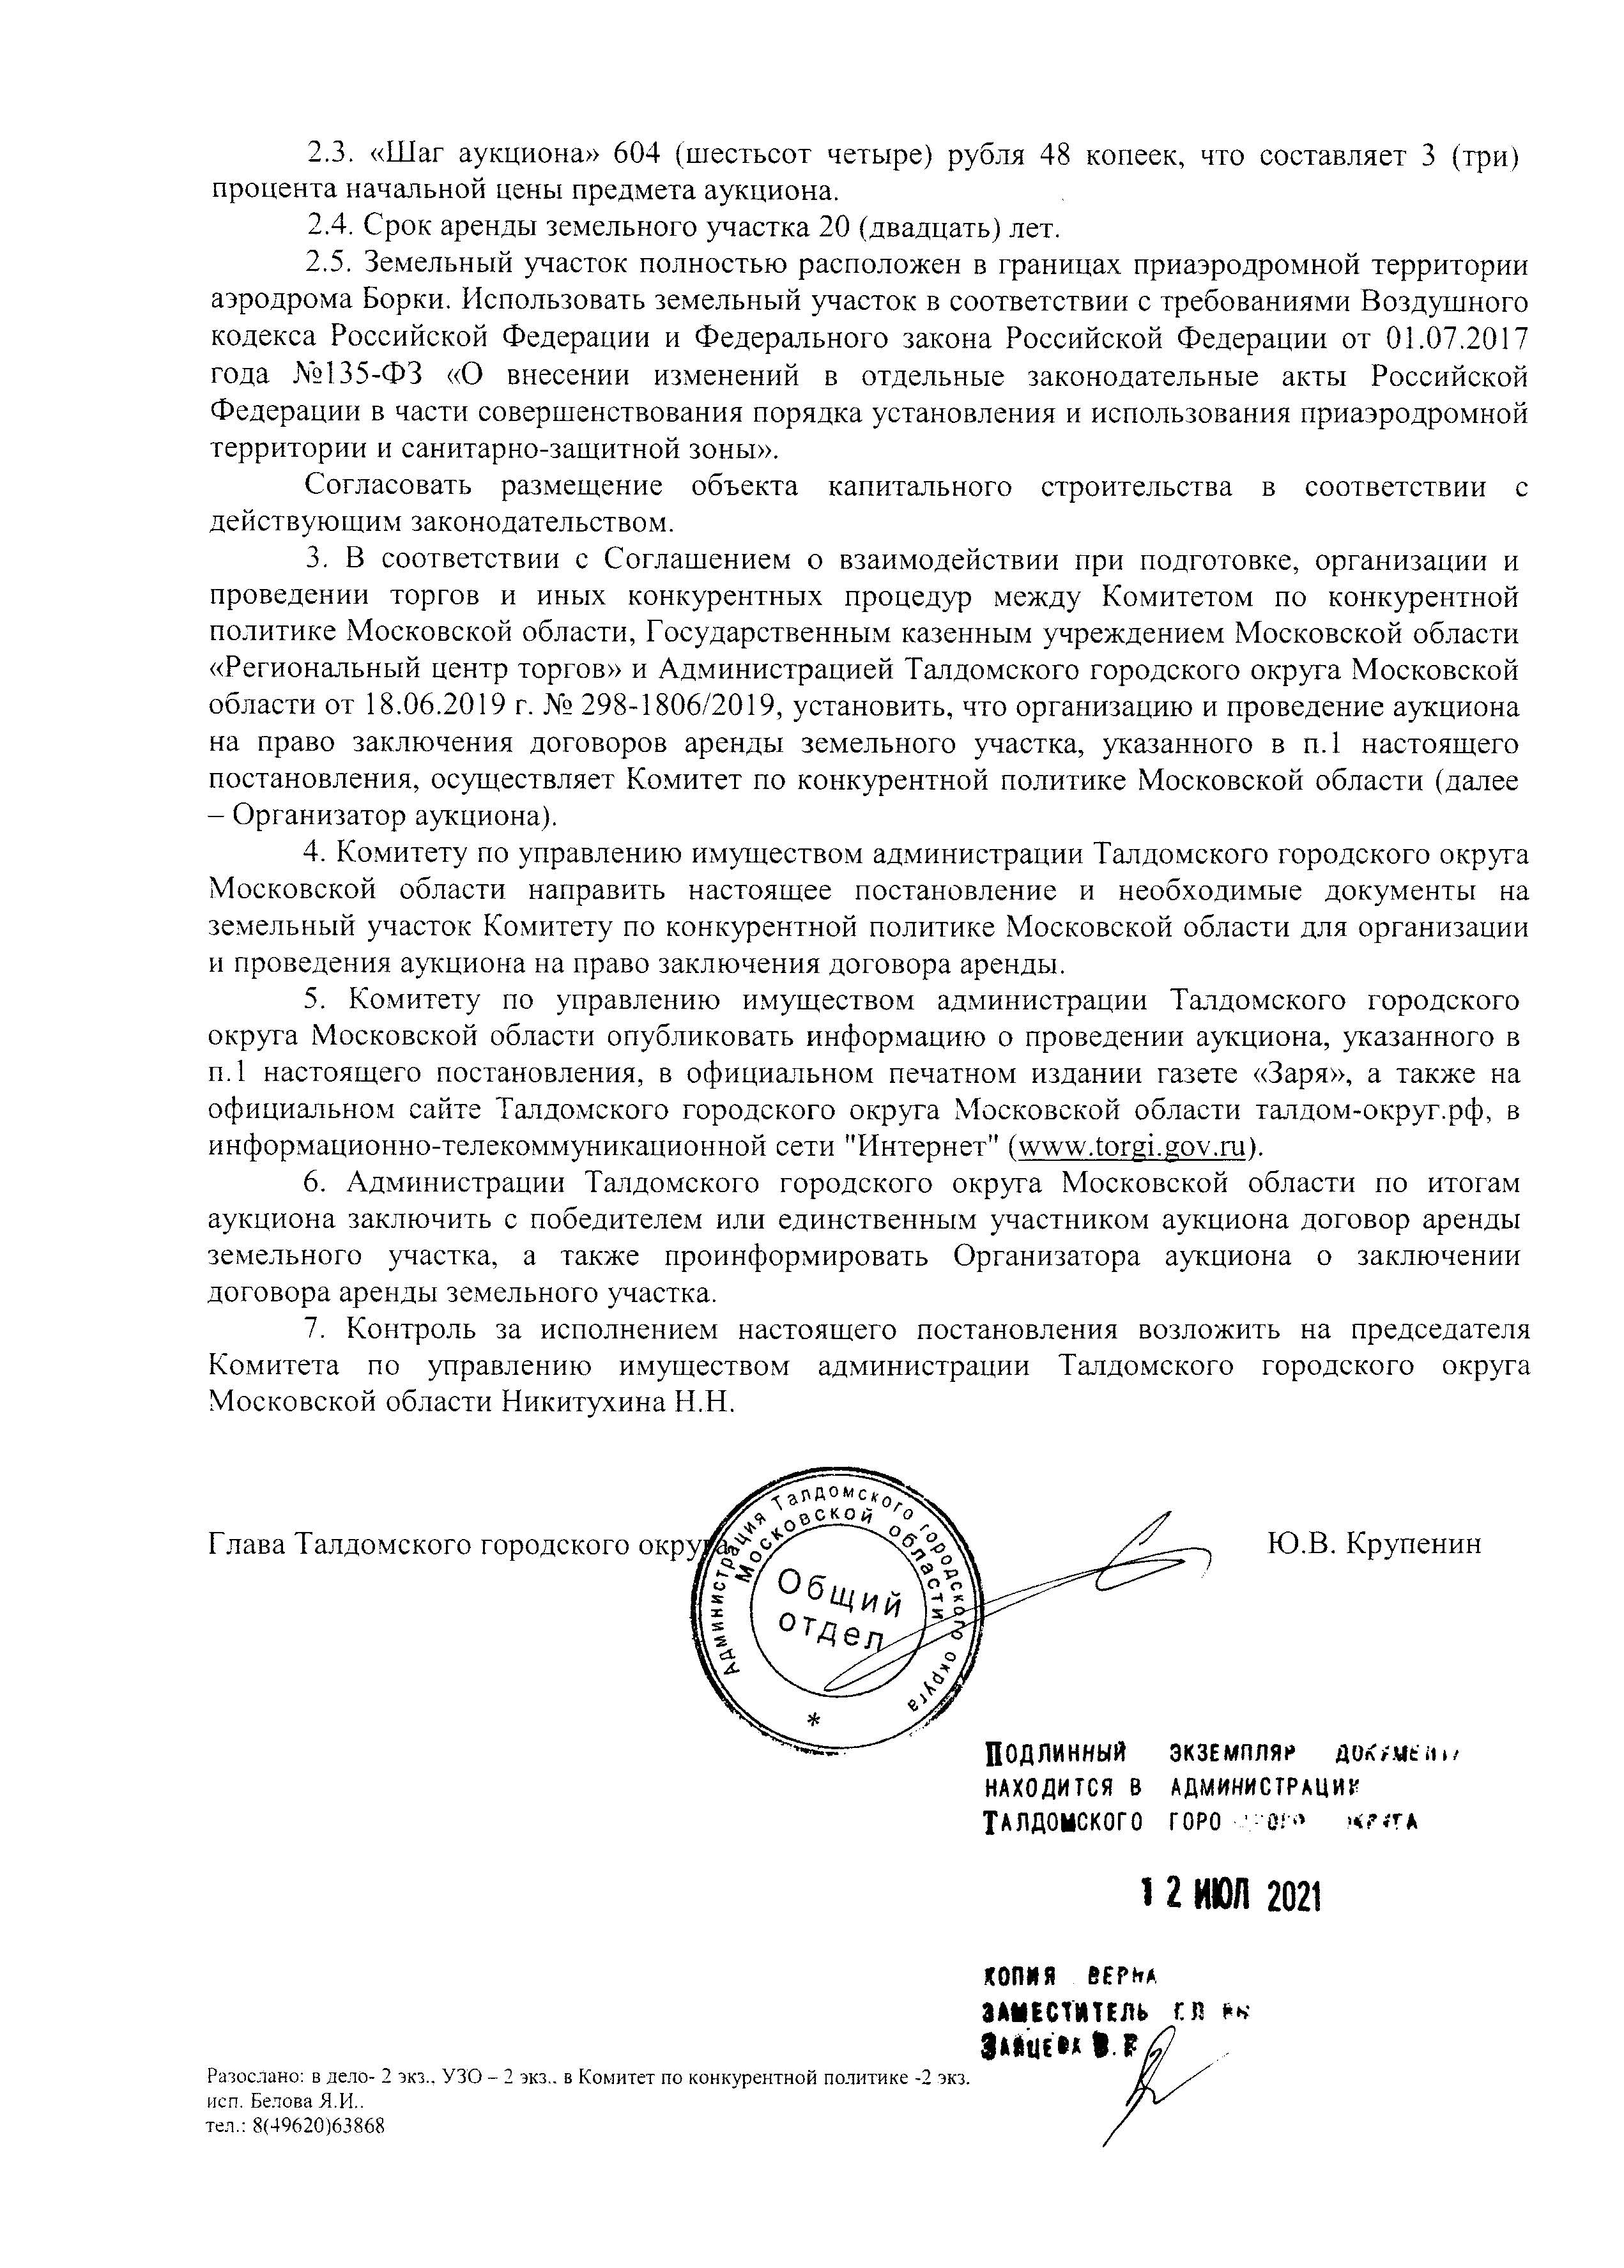 2.3. «Шаг аукциона» 604 (шестьсот четыре) рубля 48 копеек, что составляет 3 (три)
процента начальной цены предмета аукциона.
2.4. Срок аренды земельного участка 20 (двадцать) лет.
2.5. Земельный участок полностью расположен в границах приаэродромной территории
аэродрома Борки. Использовать земельный участок в соответствии с требованиями Воздушного
кодекса Российской Федерации и Федерального закона Российской Федерации от 01.07.2017
года №135-ФЗ «О внесении изменений в отдельные законодательные акты Российской
Федерации в части совершенствования порядка установления и использования приаэродромной
территории и санитарно-защитной зоны».
Согласовать размещение объекта капитального строительства в соответствии с
действующим законодательством.
3. В соответствии с Соглашением о взаимодействии при подготовке, организации и
проведении торгов и иных конкурентных процедур между Комитетом по конкурентной
политике Московской области, Государственным казенным учреждением Московской области
«Региональный центр торгов» и Администрацией Талдомского городского округа Московской
области от 18.06.2019 г. № 298-1806/2019, установить, что организацию и проведение аукциона
на право заключения договоров аренды земельного участка, указанного в п.1 настоящего
постановления, осуществляет Комитет по конкурентной политике Московской области (далее
– Организатор аукциона).
4. Комитету по управлению имуществом администрации Талдомского городского округа
Московской области направить настоящее постановление и необходимые документы на
земельный участок Комитету по конкурентной политике Московской области для организации
и проведения аукциона на право заключения договора аренды.
5. Комитету по управлению имуществом администрации Талдомского городского
округа Московской области опубликовать информацию о проведении аукциона, указанного в
п.1 настоящего постановления, в официальном печатном издании газете «Заря», а также на
официальном сайте Талдомского городского округа Московской области талдом-округ.рф, в
информационно-телекоммуникационной сети "Интернет" (www.torgi.gov.ru).
6. Администрации Талдомского городского округа Московской области по итогам
аукциона заключить с победителем или единственным участником аукциона договор аренды
земельного участка, а также проинформировать Организатора аукциона о заключении
договора аренды земельного участка.
7. Контроль за исполнением настоящего постановления возложить на председателя
Комитета по управлению имуществом администрации Талдомского городского округа
Московской области Никитухина Н.Н.
Глава Талдомского городского округа
Ю.В. Крупенин
Администрация Талдомского городского округа
Московской области
Общий
отдел
*
ПОДЛИННЫЙ ЭКЗЕМПЛЯР ДОКУМЕНТА
НАХОДИТСЯ В АДМИНИСТРАЦИИ
ТАЛДОМСКОГО ОКРУГА
12 ИЮЛ 2021
КОПИЯ ВЕРНА
ЗАМЕСТИТЕЛЬ
ЗАЙЦЕВА В.
Разослано: в дело- 2 экз., УЗО – 2 экз.. в Комитет по конкурентной политике -2 экз.
исп. Белова Я.И..
тел.: 8(49620)63868